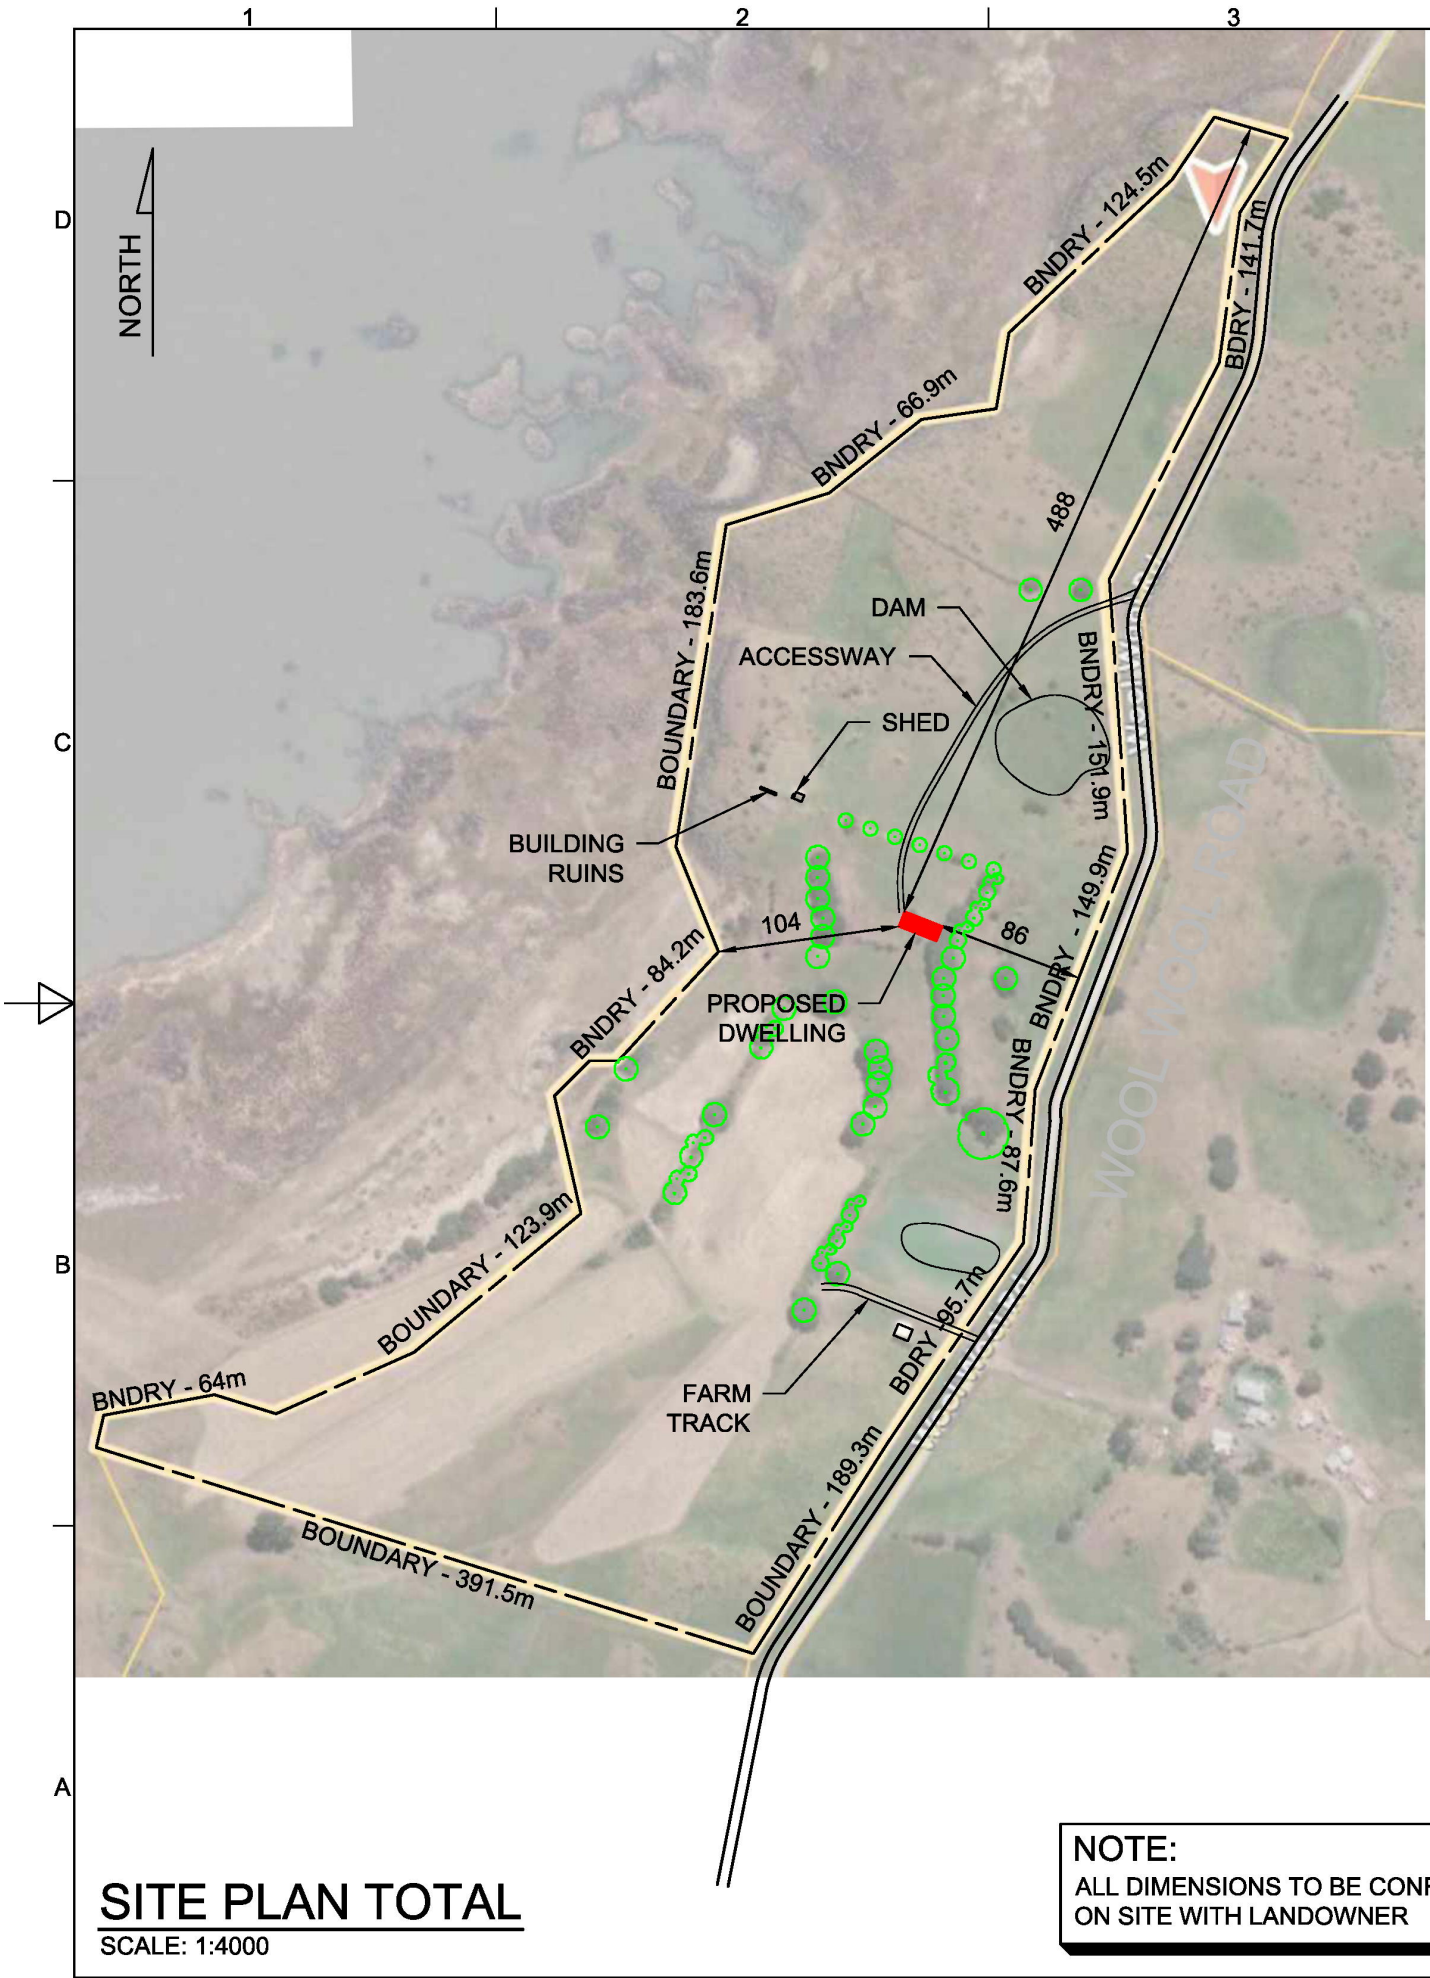 1
2
3
D
C
B
A
NORTH
BNDRY - 124.5m
BDRY - 141.7m
BNDRY - 66.9m
488
BOUNDARY - 183.6m
DAM
ACCESSWAY
SHED
BNDRY - 151.9m
BUILDING
RUINS
WOOL WOOL ROAD
BNDRY - 149.9m
104
86
BNDRY - 84.2m
PROPOSED
DWELLING
BNDRY - 87.6m
BOUNDARY - 123.9m
BDRY - 95.7m
BNDRY - 64m
FARM
TRACK
BOUNDARY - 189.3m
BOUNDARY - 391.5m
SITE PLAN TOTAL
SCALE: 1:4000
NOTE:
ALL DIMENSIONS TO BE CONF
ON SITE WITH LANDOWNER